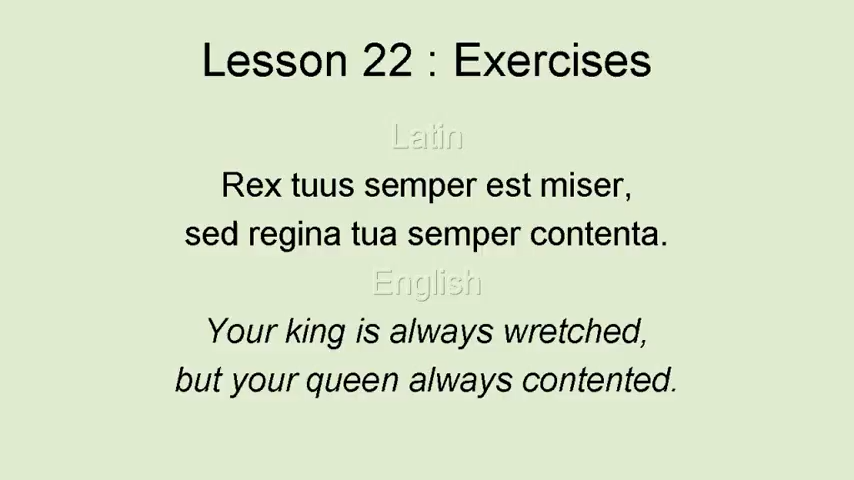 Lesson 22 : Exercises
Latin
Rex tuus semper est miser,
sed regina tua semper contenta.
English
Your king is always wretched,
but your queen always contented.